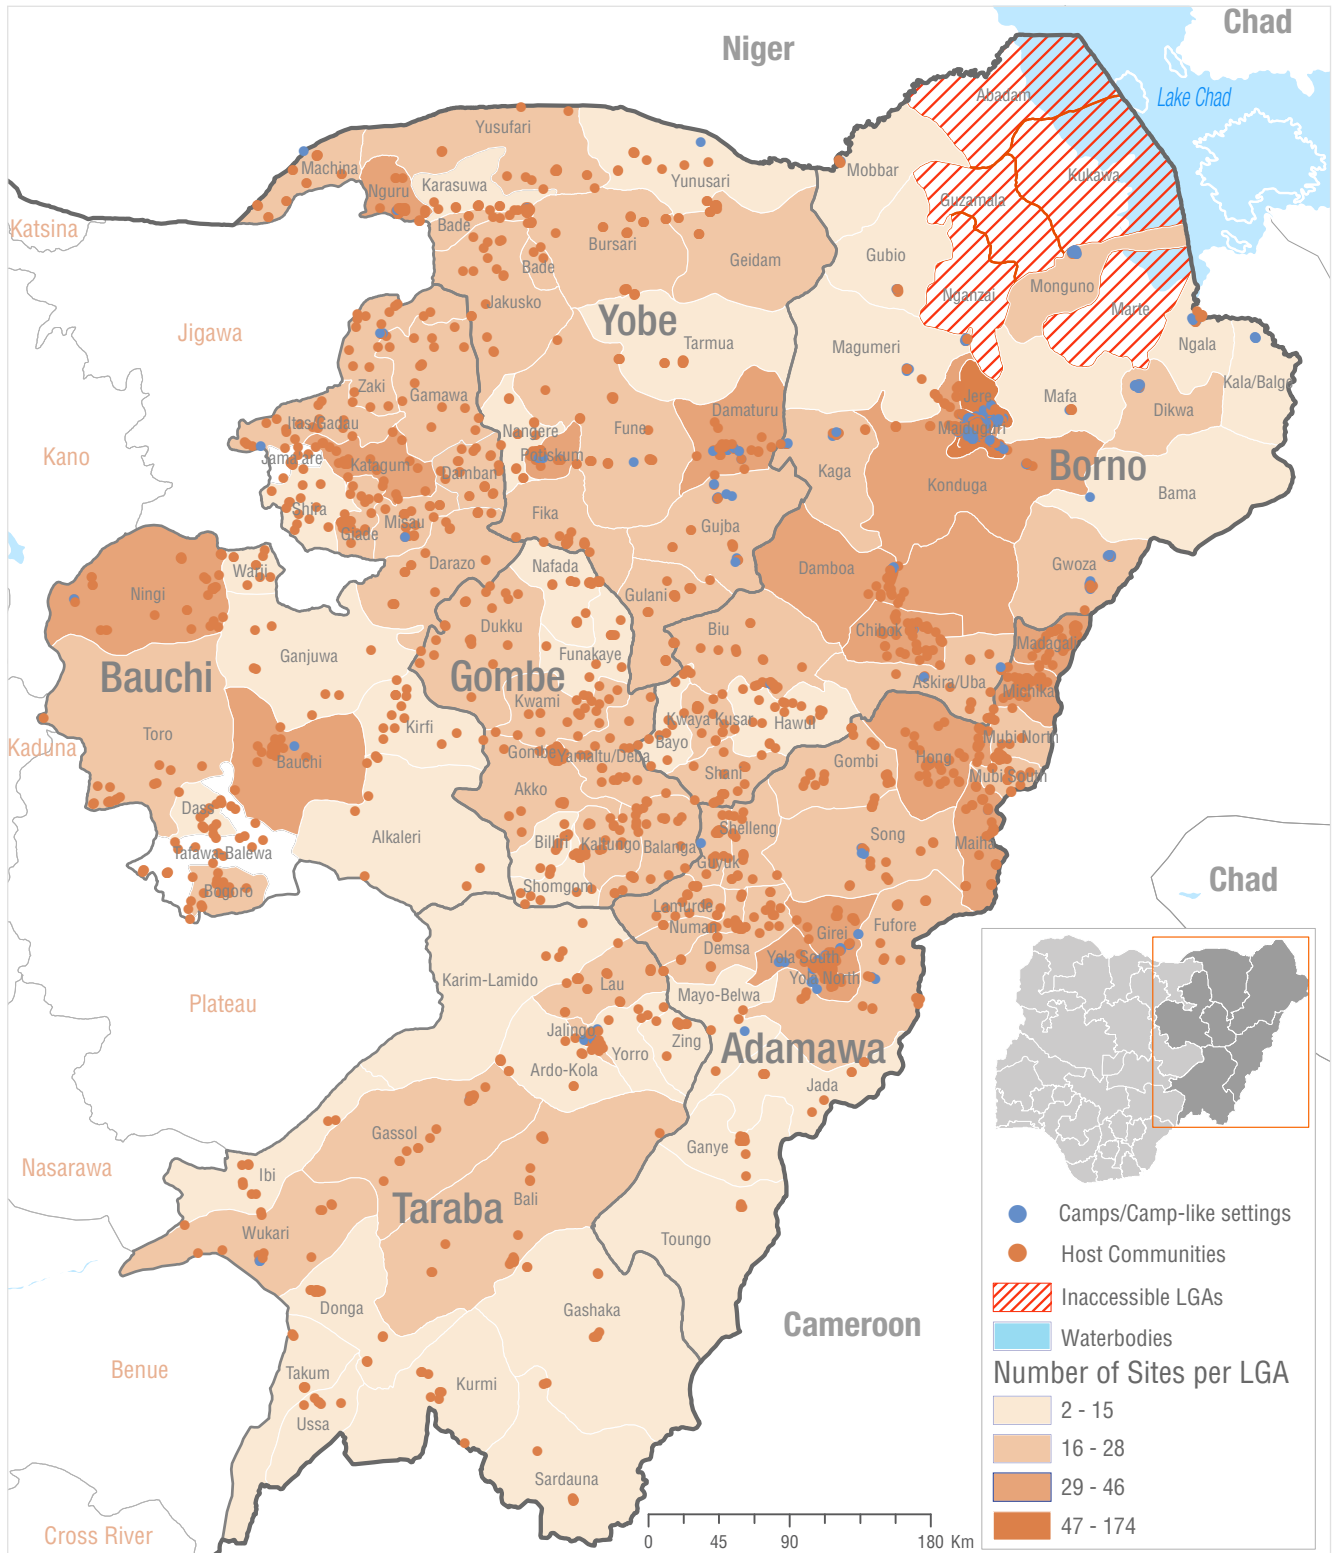 Chad
Niger
Lake Chad
Abadam
Yusufari
Mobbar
Machina
Yunusari
Kukawa
Nguru
Karasuwa
Guzamala
Katsina
Bade
Bursari
Gubio
Geidam
Bade
Monguno
Nganzai
Jakusko
Marte
Yobe
Jigawa
Tarmua
Magumeri
Ngala
Kala/Balge
Zaki
Gamawa
Jere
Mafa
Dikwa
Damaturu
Itas/Gadau
Nangere
Fune
Maiduguri
Kano
Jama'are
Potiskum
Katagum
Damban
Kaga
Borno
Konduga
Bama
Shira
Fika
Misau
Giade
Gujba
Darazo
Nafada
Damboa
Gwoza
Warji
Ningi
Gulani
Dukku
Biu
Chibok
Madagali
Ganjuwa
Funakaye
Bauchi
Gombe
Askira/Uba
Michika
Kwami
Kwaya Kusar
Hawul
Kirfi
Toro
Bayo
Mubi North
Kaduna
Gombe
Yamaltu/Deba
Hong
Bauchi
Gombi
Shani
Mubi South
Akko
Dass
Shelleng
Song
Alkaleri
Billiri
Kaltungo
Balanga
Maiha
Tafawa-Balewa
Guyuk
Chad
Shomgom
Bogoro
Lamurde
Numan
Girei
Fufore
Demsa
Yola South
Karim-Lamido
Lau
Yola North
Mayo-Belwa
Plateau
Jalingo
Zing
Adamawa
Yorro
Ardo-Kola
Jada
Gassol
Ganye
Nasarawa
Ibi
Bali
Taraba
Wukari
Toungo
Donga
Gashaka
Cameroon
Benue
Takum
Kurmi
Ussa
Sardauna
Cross River
Camps/Camp-like settings
Host Communities
Inaccessible LGAs
Waterbodies
Number of Sites per LGA
2 - 15
16 - 28
29 - 46
47 - 174
0 45 90 180 Km